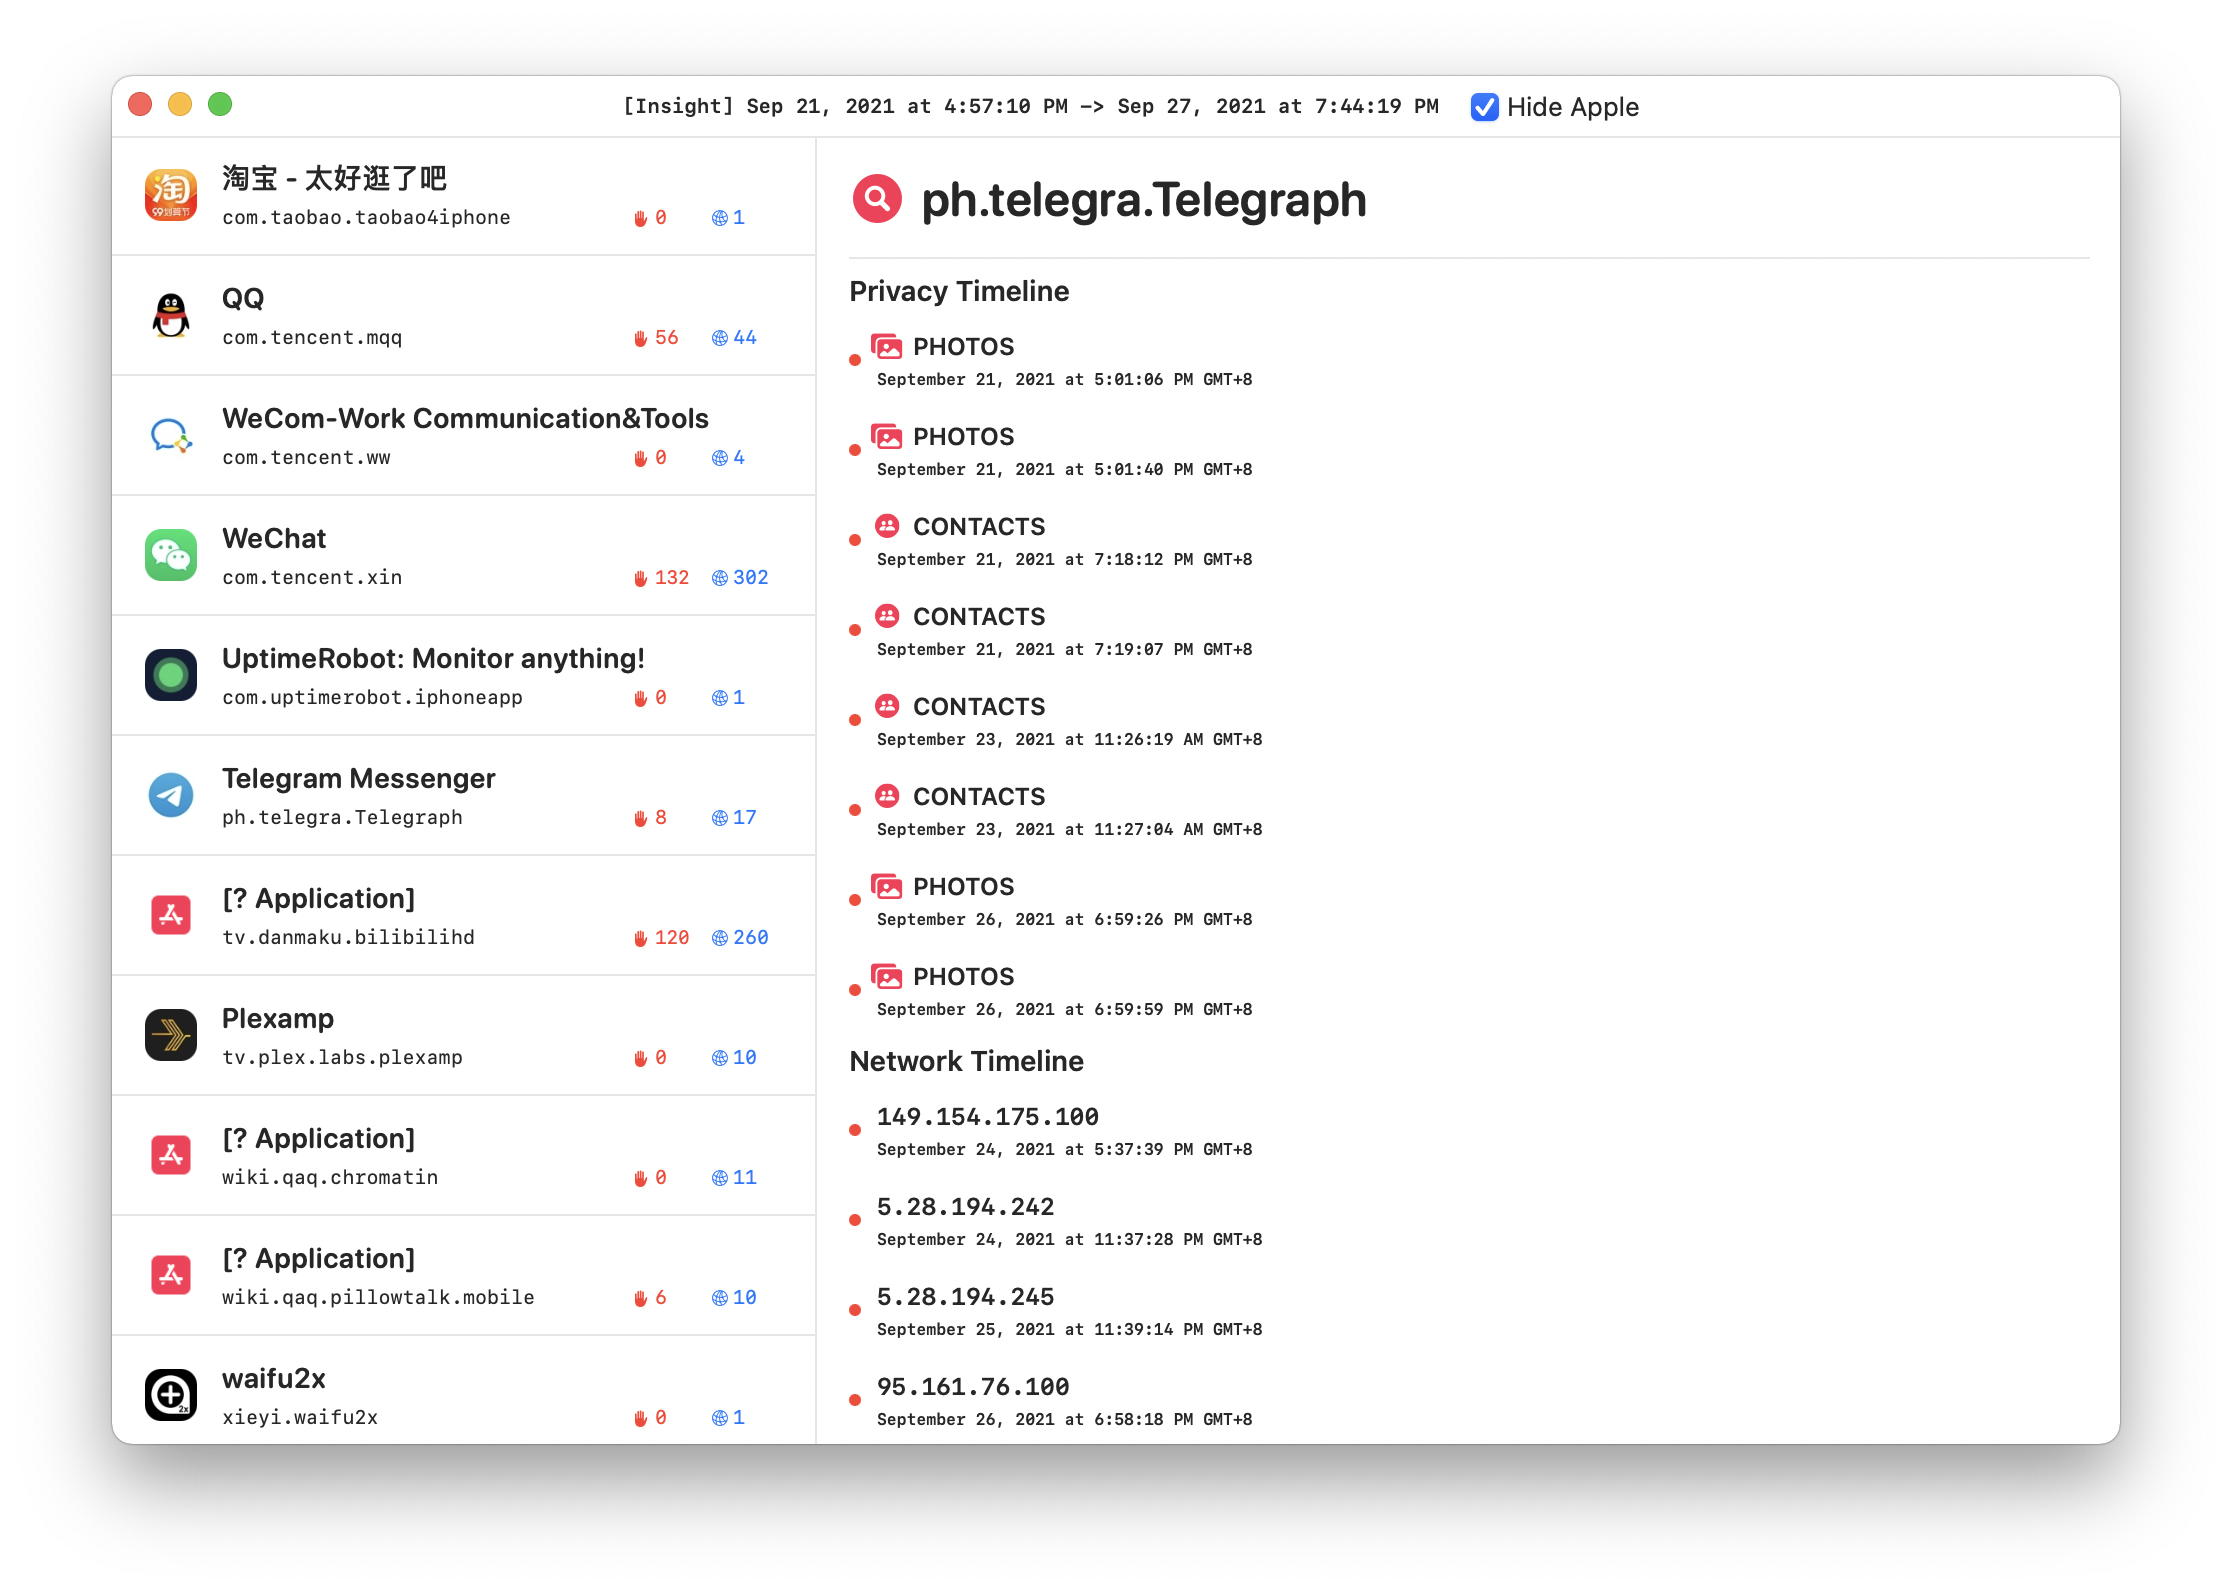 [Insight] Sep 21, 2021 at 4:57:10 PM —> Sep 27, 2021 at 7:44:19 PM Hide Apple
淘
99划算节
淘宝 - 太好逛了吧
com.taobao.taobao4iphone 0 1
QQ
com.tencent.mqq 56 44
WeCom-Work Communication&Tools
com.tencent.ww 0 4
WeChat
com.tencent.xin 132 302
UptimeRobot: Monitor anything!
com.uptimerobot.iphoneapp 0 1
Telegram Messenger
ph.telegra.Telegraph 8 17
[? Application]
tv.danmaku.bilibilihd 120 260
Plexamp
tv.plex.labs.plexamp 0 10
[? Application]
wiki.qaq.chromatin 0 11
[? Application]
wiki.qaq.pillowtalk.mobile 6 10
waifu2x
2x
xieyi.waifu2x 0 1
ph.telegra.Telegraph
Privacy Timeline
PHOTOS
September 21, 2021 at 5:01:06 PM GMT+8
PHOTOS
September 21, 2021 at 5:01:40 PM GMT+8
CONTACTS
September 21, 2021 at 7:18:12 PM GMT+8
CONTACTS
September 21, 2021 at 7:19:07 PM GMT+8
CONTACTS
September 23, 2021 at 11:26:19 AM GMT+8
CONTACTS
September 23, 2021 at 11:27:04 AM GMT+8
PHOTOS
September 26, 2021 at 6:59:26 PM GMT+8
PHOTOS
September 26, 2021 at 6:59:59 PM GMT+8
Network Timeline
149.154.175.100
September 24, 2021 at 5:37:39 PM GMT+8
5.28.194.242
September 24, 2021 at 11:37:28 PM GMT+8
5.28.194.245
September 25, 2021 at 11:39:14 PM GMT+8
95.161.76.100
September 26, 2021 at 6:58:18 PM GMT+8